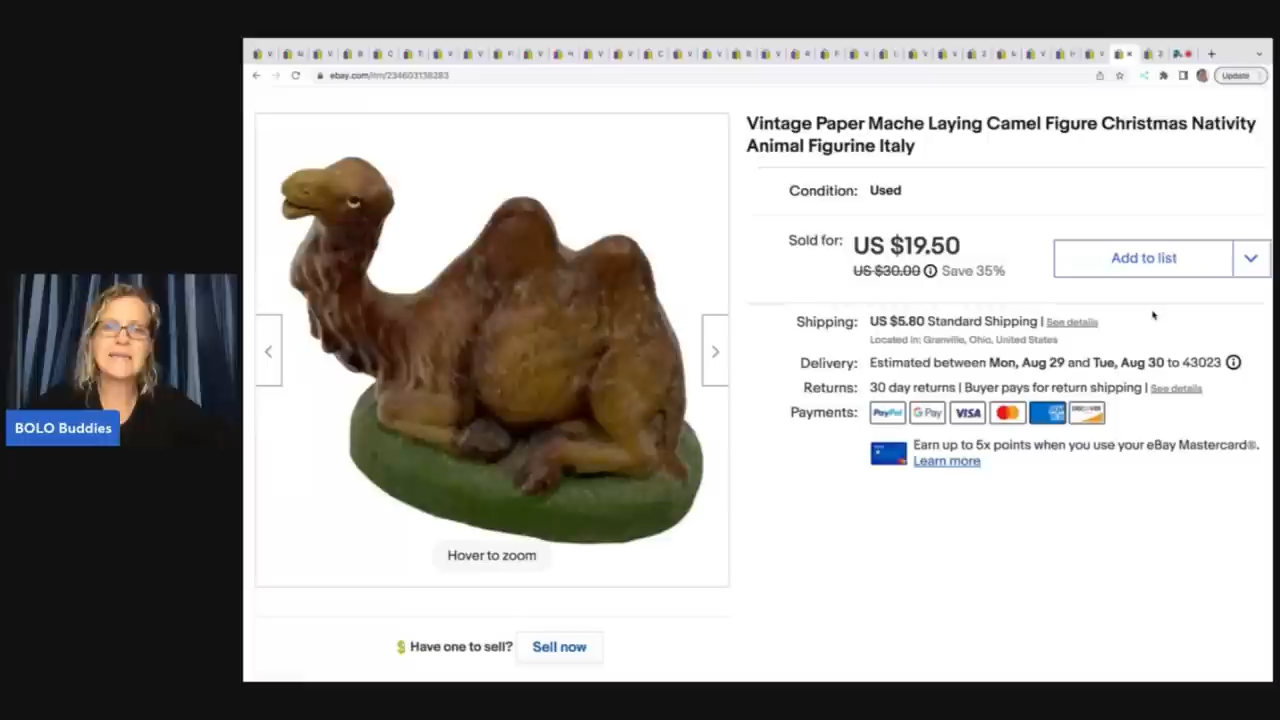 ebay.com/itm/234603138283
Update
Vintage Paper Mache Laying Camel Figure Christmas Nativity
Animal Figurine Italy
Condition: Used
Sold for: US $19.50
US $30.00 Save 35%
Add to list
Shipping: US $5.80 Standard Shipping | See details
Located in: Granville, Ohio, United States
Delivery: Estimated between Mon, Aug 29 and Tue, Aug 30 to 43023
Returns: 30 day returns | Buyer pays for return shipping | See details
Payments: PayPal G Pay VISA DISCOVER
Earn up to 5x points when you use your eBay Mastercard®.
Learn more
Hover to zoom
Have one to sell? Sell now
BOLO Buddies